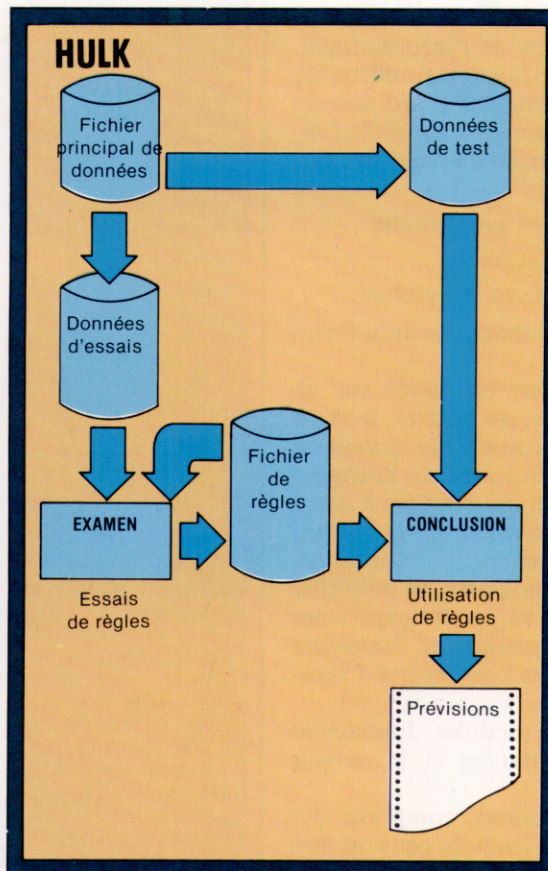 HULK
Fichier
principal de
données
Données
de test
Données
d'essais
Fichier
de
règles
EXAMEN
CONCLUSION
Essais
de règles
Utilisation
de règles
Prévisions